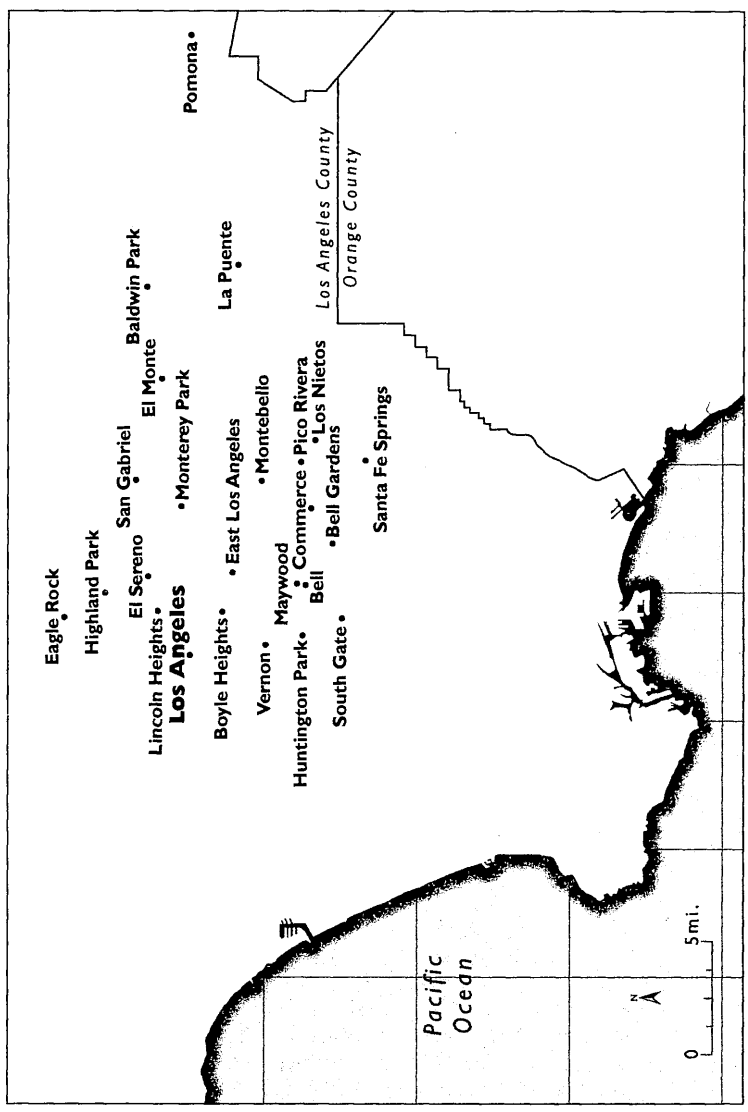 Eagle Rock
Highland Park
El Sereno
San Gabriel
El Monte
Baldwin Park
Pomona
Lincoln Heights
Los Angeles
Monterey Park
Boyle Heights
East Los Angeles
La Puente
Vernon
Montebello
Maywood
Huntington Park
Bell
Commerce
Pico Rivera
Los Nietos
South Gate
Bell Gardens
Santa Fe Springs
Los Angeles County
Orange County
Pacific
Ocean
N
0 5mi.